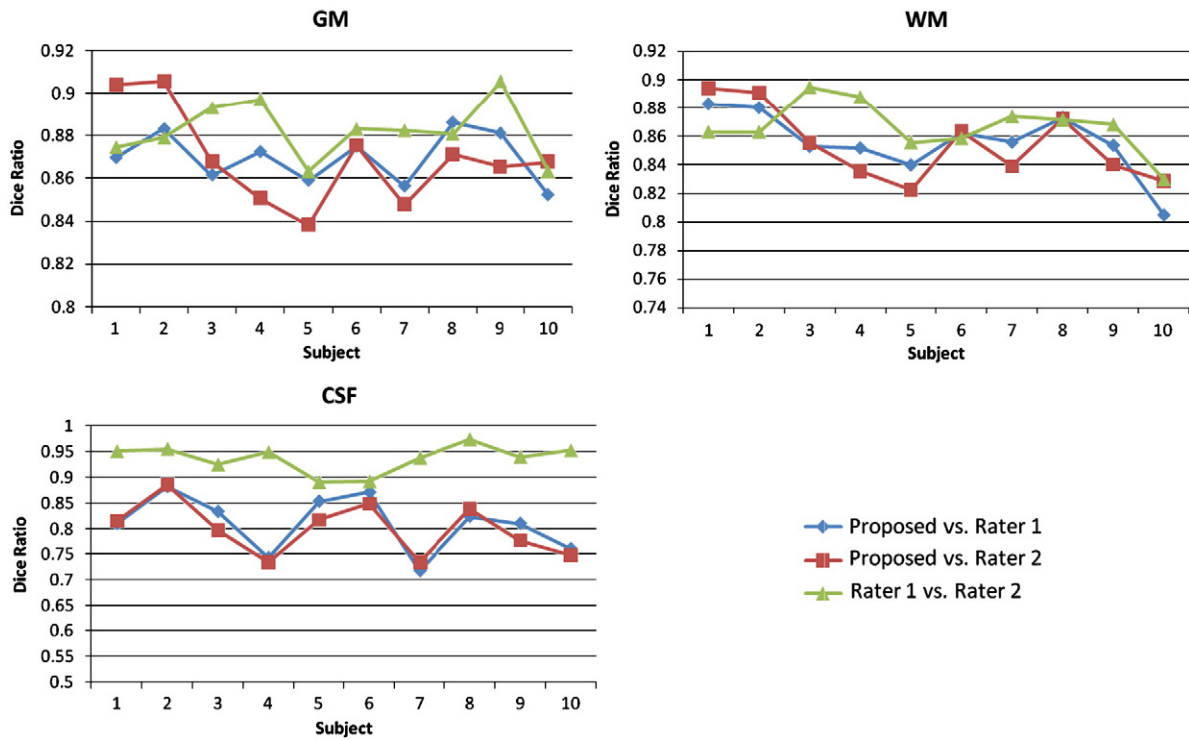 GM
0.92
0.9
0.88
0.86
0.84
0.82
0.8
Dice Ratio
1 2 3 4 5 6 7 8 9 10
Subject
WM
0.92
0.9
0.88
0.86
0.84
0.82
0.8
0.78
0.76
0.74
Dice Ratio
1 2 3 4 5 6 7 8 9 10
Subject
CSF
1
0.95
0.9
0.85
0.8
0.75
0.7
0.65
0.6
0.55
0.5
Dice Ratio
1 2 3 4 5 6 7 8 9 10
Subject
Proposed vs. Rater 1
Proposed vs. Rater 2
Rater 1 vs. Rater 2